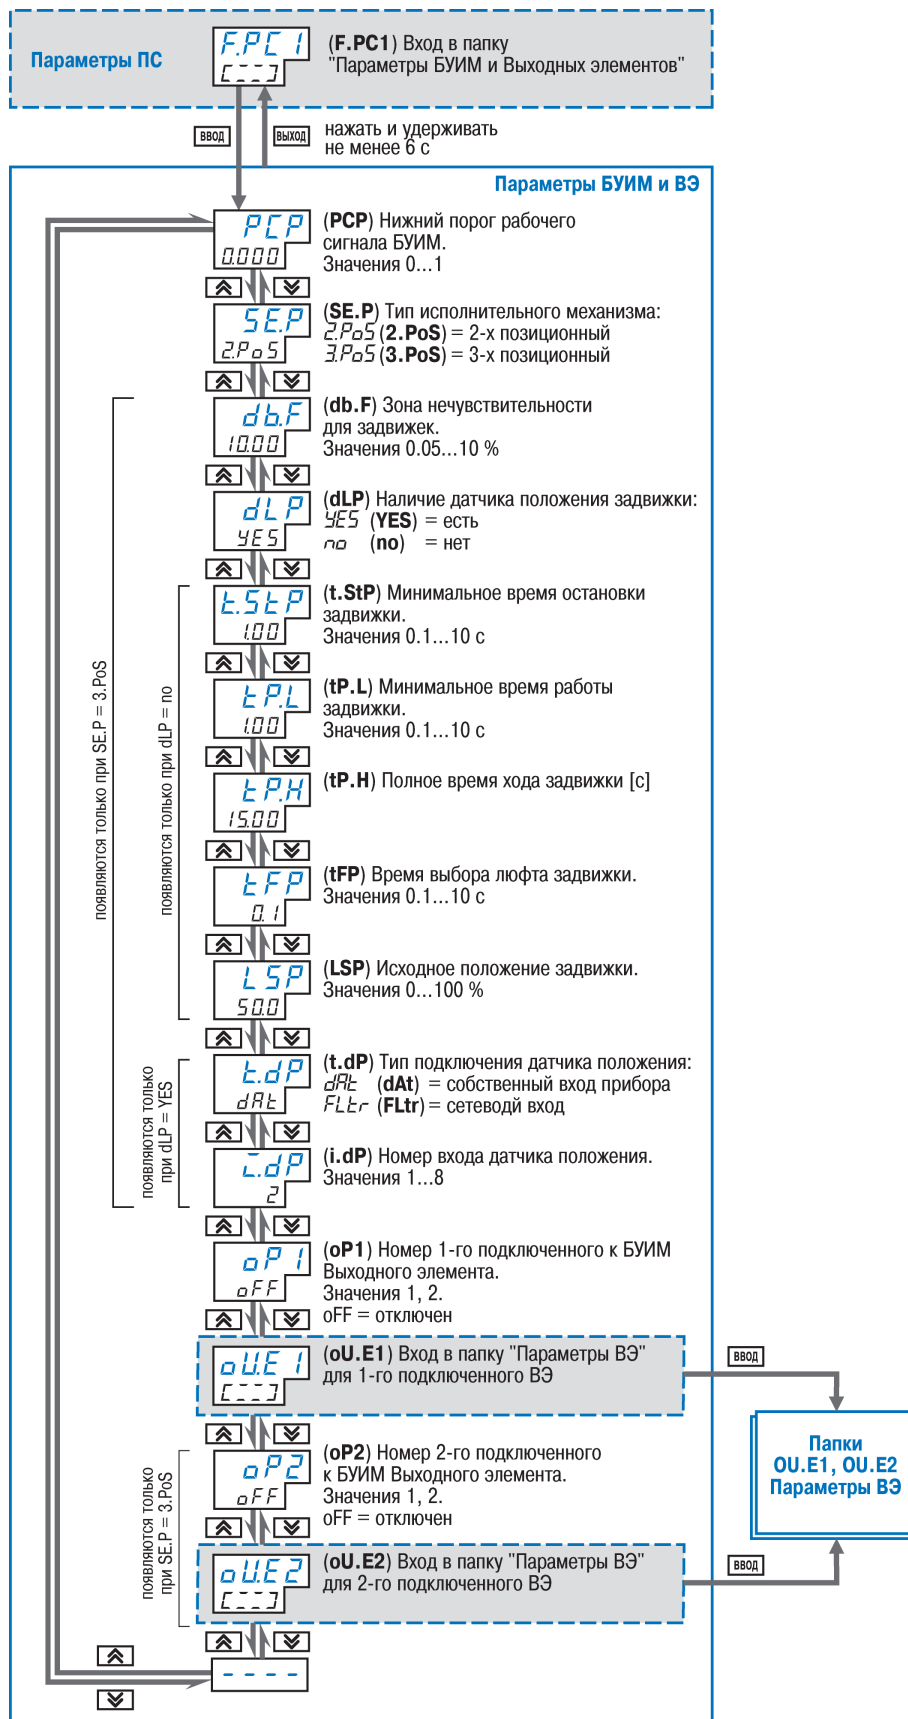 Параметры ПС
F.PC1
(F.PC1) Вход в папку
"Параметры БУИМ и Выходных элементов"
ВВОД
ВЫХОД
нажать и удерживать
не менее 6 с
Параметры БУИМ и ВЭ
PCP
0.000
(PCP) Нижний порог рабочего
сигнала БУИМ.
Значения 0...1
SE.P
2.PoS
(SE.P) Тип исполнительного механизма:
2.PoS (2.PoS) = 2-х позиционный
3.PoS (3.PoS) = 3-х позиционный
db.F
10.00
(db.F) Зона нечувствительности
для задвижек.
Значения 0.05...10 %
dLP
YES
(dLP) Наличие датчика положения задвижки:
YES (YES) = есть
no (no) = нет
t.StP
1.00
(t.StP) Минимальное время остановки
задвижки.
Значения 0.1...10 с
tP.L
1.00
(tP.L) Минимальное время работы
задвижки.
Значения 0.1...10 с
tP.H
15.00
(tP.H) Полное время хода задвижки [с]
tFP
0.1
(tFP) Время выбора люфта задвижки.
Значения 0.1...10 с
LSP
50.0
(LSP) Исходное положение задвижки.
Значения 0...100 %
появляются только при SE.P = 3.PoS
появляются только при dLP = no
t.dP
dAt
(t.dP) Тип подключения датчика положения:
dAt (dAt) = собственный вход прибора
FLtr (FLtr) = сетеводй вход
i.dP
2
(i.dP) Номер входа датчика положения.
Значения 1...8
появляются только
при dLP = YES
oP1
oFF
(oP1) Номер 1-го подключенного к БУИМ
Выходного элемента.
Значения 1, 2.
oFF = отключен
oU.E1
(oU.E1) Вход в папку "Параметры ВЭ"
для 1-го подключенного ВЭ
ВВОД
oP2
oFF
(oP2) Номер 2-го подключенного
к БУИМ Выходного элемента.
Значения 1, 2.
oFF = отключен
Папки
OU.E1, OU.E2
Параметры ВЭ
oU.E2
(oU.E2) Вход в папку "Параметры ВЭ"
для 2-го подключенного ВЭ
ВВОД
появляются только
при SE.P = 3.PoS
- - - -